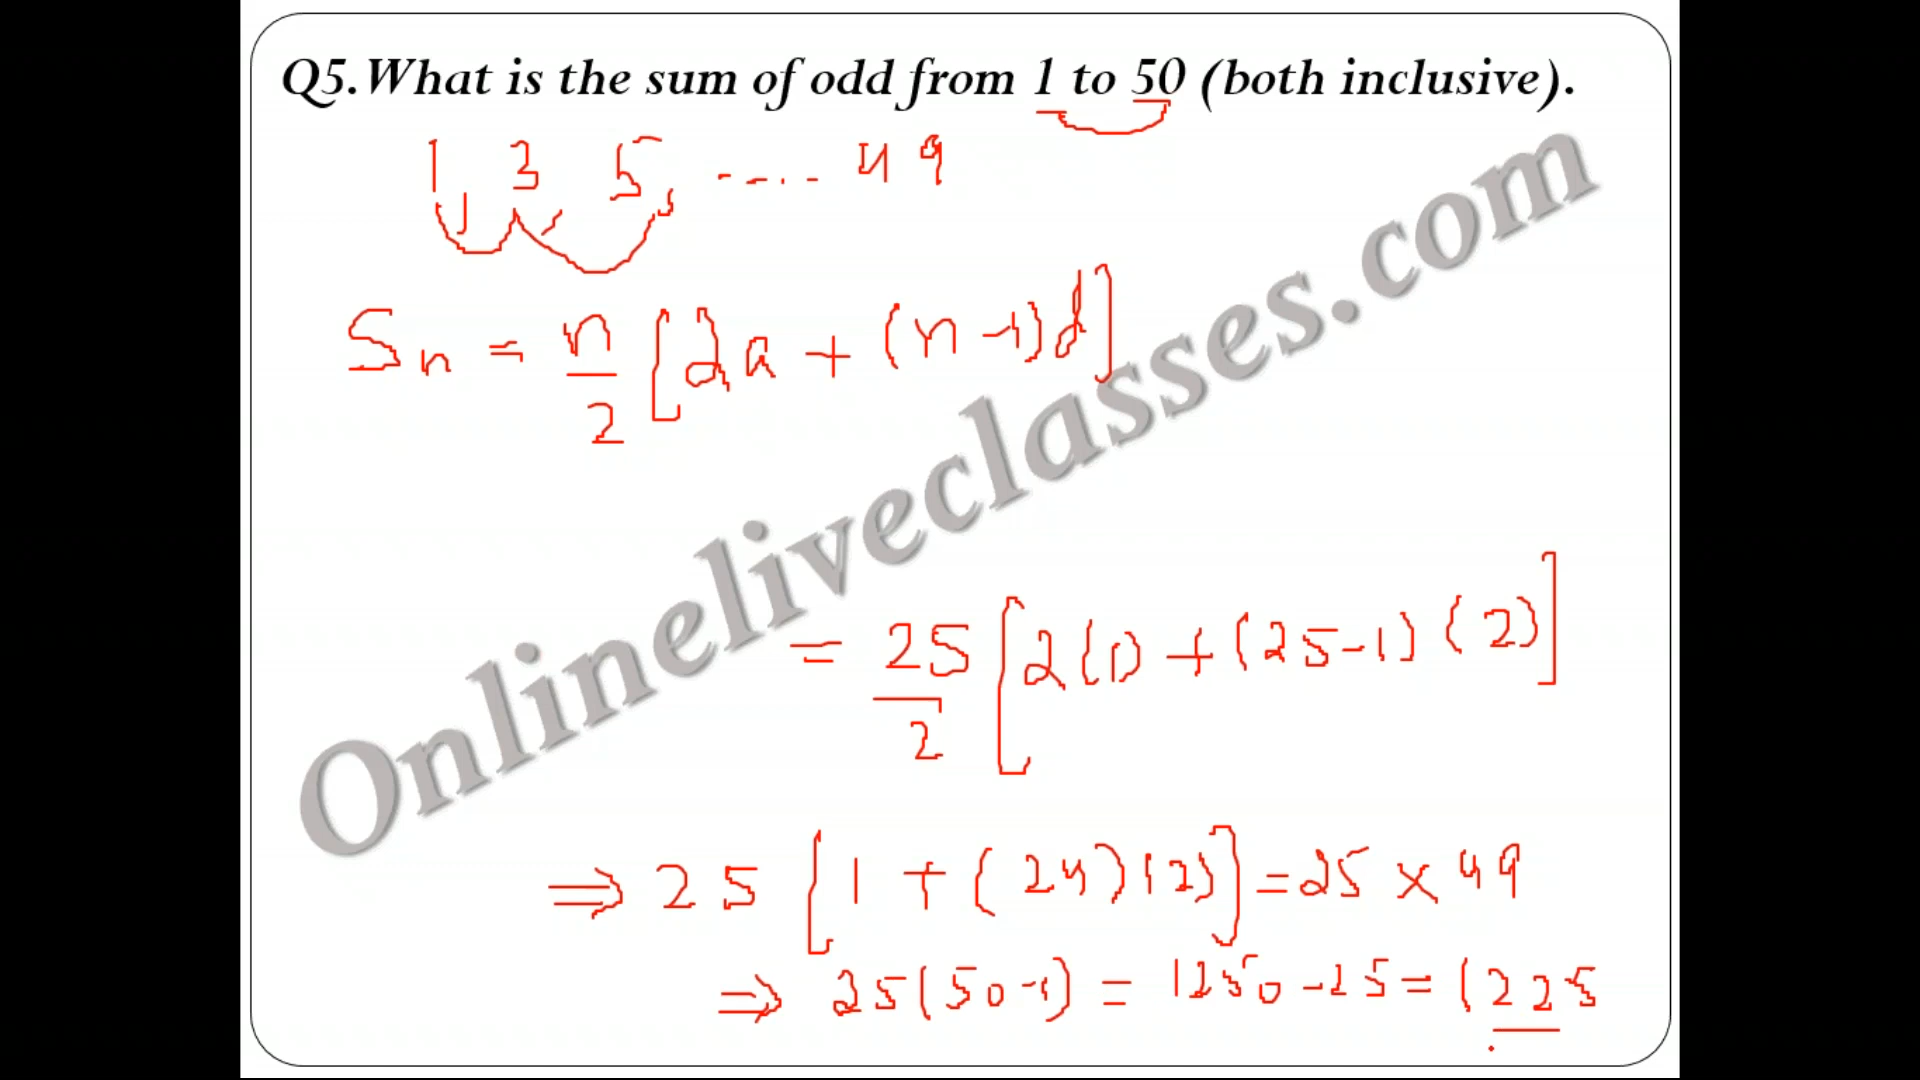 Q5. What is the sum of odd from 1 to 50 (both inclusive).
1, 3, 5, ---.. 49
Sn = n/2 [2a + (n-1)d]
= 25/2 [2(1) + (25-1) (2)]
⇒ 25 [1 + (24)(2)] = 25 × 49
⇒ 25(50-1) = 1250 - 25 = 1225
Onlineliveclasses.com